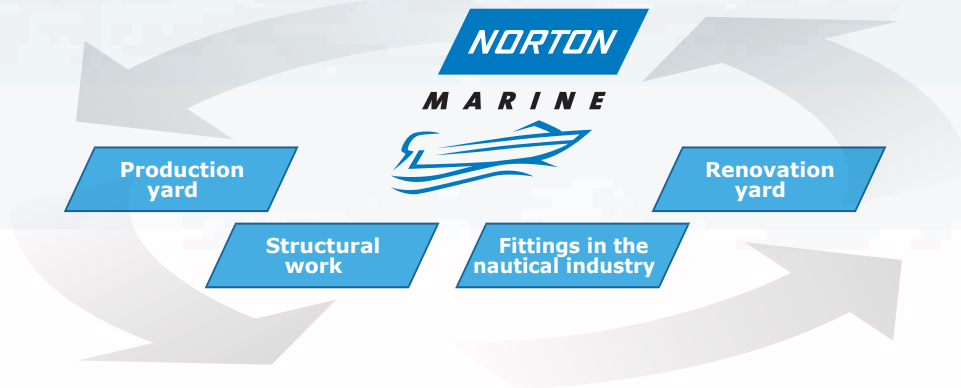 NORTON
MARINE
Production
yard
Renovation
yard
Structural
work
Fittings in the
nautical industry